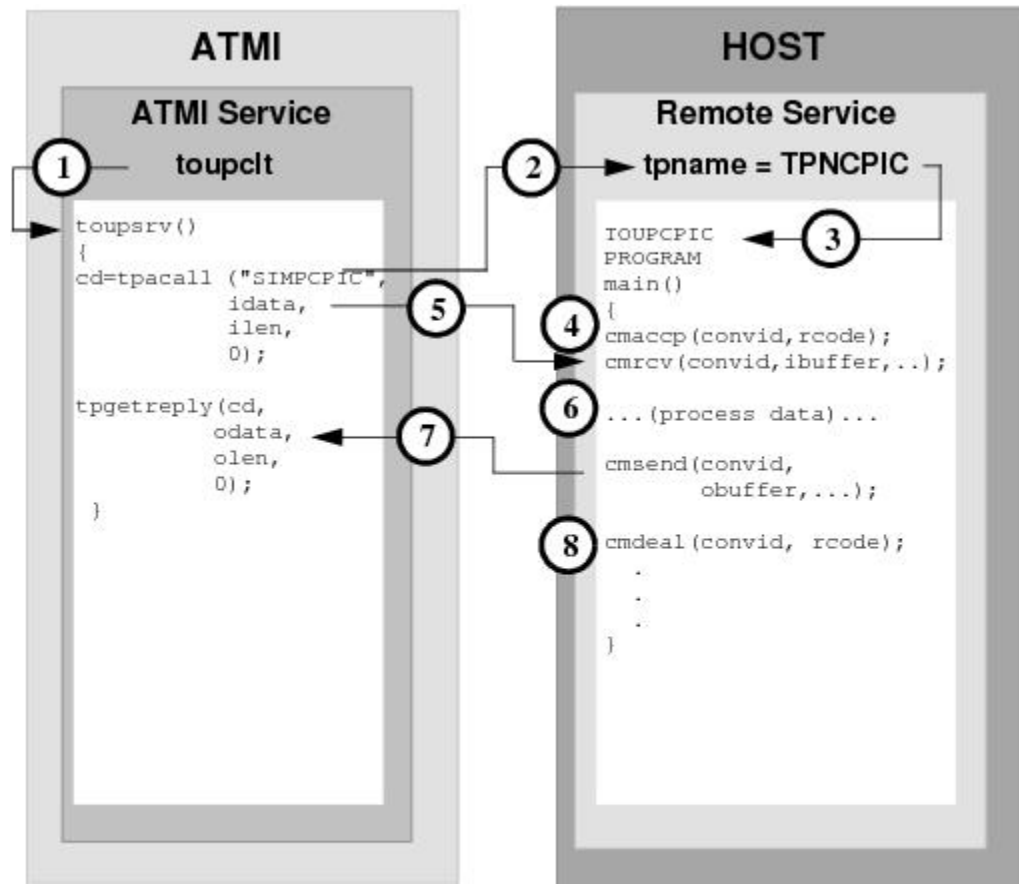 ATMI
ATMI Service
1
toupclt
toupsrv()
{
cd=tpacall ("SIMPCPIC",
idata,
ilen,
0);
tpgetreply(cd,
odata,
olen,
0);
}
2
5
7
HOST
Remote Service
tpname = TPNCPIC
TOUPCPIC
3
PROGRAM
main()
{
4
cmaccp(convid,rcode);
cmrcv(convid,ibuffer,..);
6
...(process data)...
cmsend(convid,
obuffer,...);
8
cmdeal(convid, rcode);
.
.
.
}